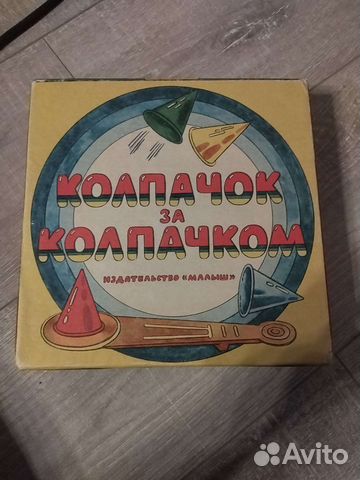 КОЛПАЧОК
ЗА
КОЛПАЧКОМ
ИЗДАТЕЛЬСТВО «МАЛЫШ»
Avito